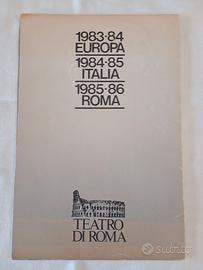 1983·84
EUROPA
1984·85
ITALIA
1985·86
ROMA
TEATRO
DI ROMA
subito